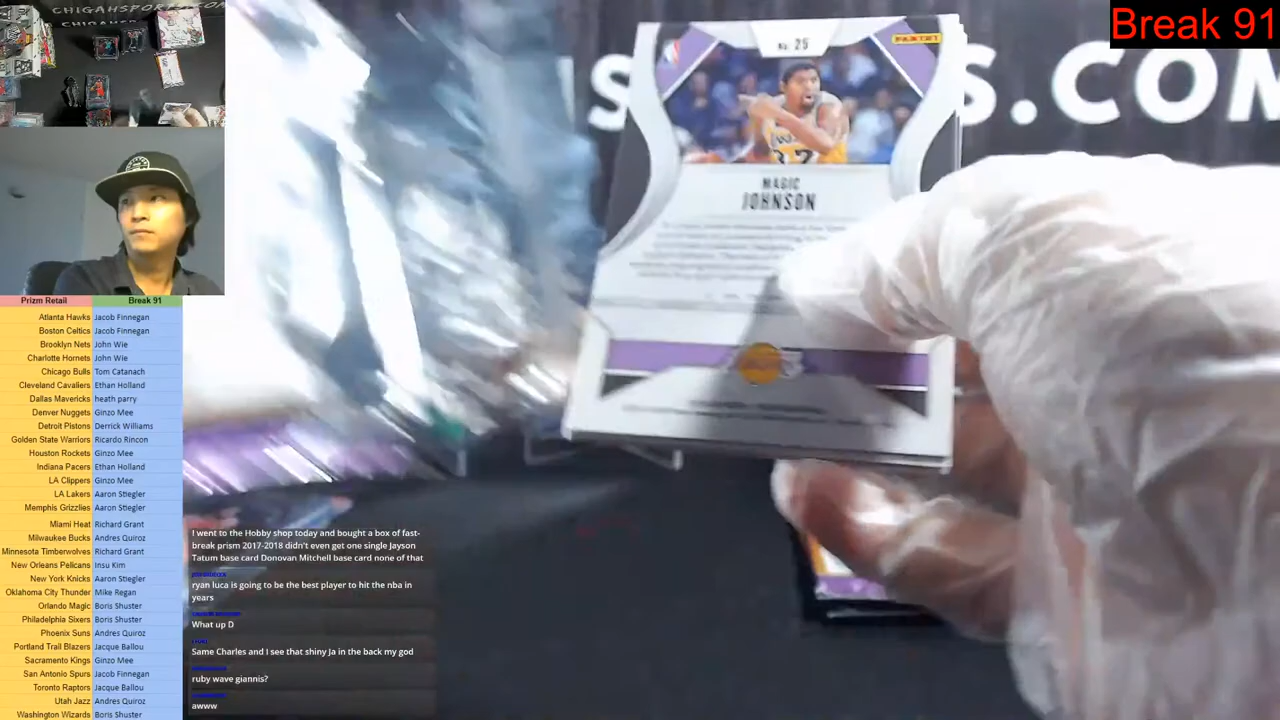 CHIGAHSPORTS.COM
Break 91
S S.COM
No. 25
PANINI
MAGIC
JOHNSON
Prizm Retail Break 91
Atlanta Hawks Jacob Finnegan
Boston Celtics Jacob Finnegan
Brooklyn Nets John Wie
Charlotte Hornets John Wie
Chicago Bulls Tom Catanach
Cleveland Cavaliers Ethan Holland
Dallas Mavericks heath parry
Denver Nuggets Ginzo Mee
Detroit Pistons Derrick Williams
Golden State Warriors Ricardo Rincon
Houston Rockets Ginzo Mee
Indiana Pacers Ethan Holland
LA Clippers Ginzo Mee
LA Lakers Aaron Stiegler
Memphis Grizzlies Aaron Stiegler
Miami Heat Richard Grant
Milwaukee Bucks Andres Quiroz
Minnesota Timberwolves Richard Grant
New Orleans Pelicans Insu Kim
New York Knicks Aaron Stiegler
Oklahoma City Thunder Mike Regan
Orlando Magic Boris Shuster
Philadelphia Sixers Boris Shuster
Phoenix Suns Andres Quiroz
Portland Trail Blazers Jacque Ballou
Sacramento Kings Ginzo Mee
San Antonio Spurs Jacob Finnegan
Toronto Raptors Jacque Ballou
Utah Jazz Andres Quiroz
Washington Wizards Boris Shuster
I went to the Hobby shop today and bought a box of fast-
break prism 2017-2018 didn't even get one single Jayson
Tatum base card Donovan Mitchell base card none of that
ryan luca is going to be the best player to hit the nba in
years
What up D
Same Charles and I see that shiny Ja in the back my god
ruby wave giannis?
awww